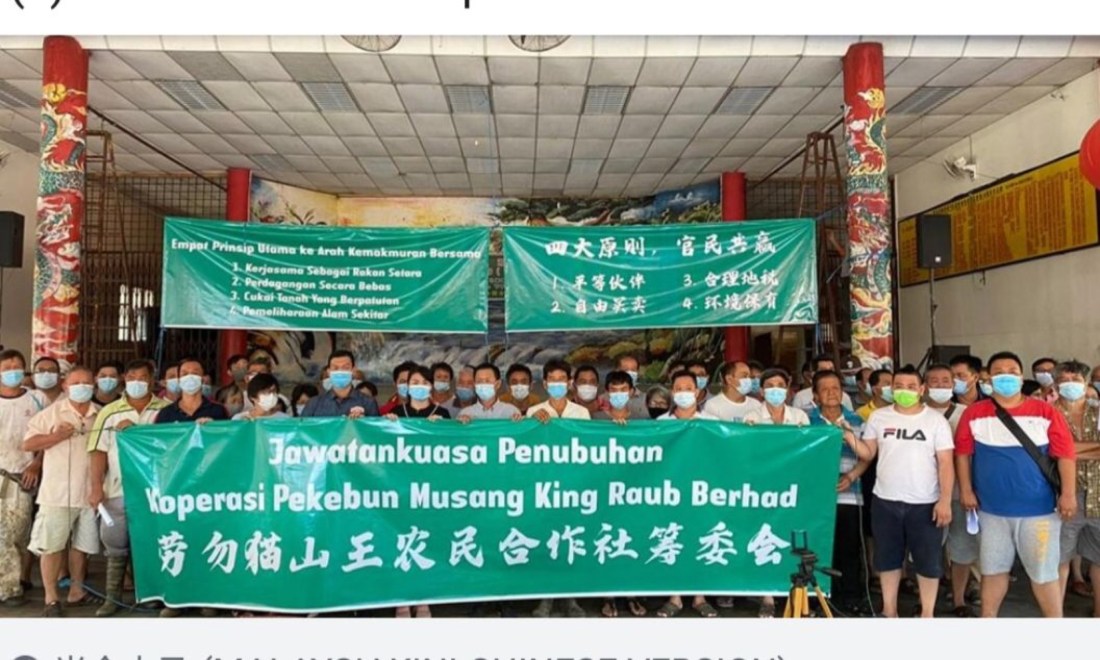 Empat Prinsip Utama ke Arah Kemakmuran Bersama
1. Kerjasama Sebagai Rakan Setara
2. Perdagangan Secara Bebas
3. Cukai Tanah Yang Berpatutan
4. Pemeliharaan Alam Sekitar
四大原则，官民共赢
1. 平等伙伴 3. 合理地税
2. 自由买卖 4. 环境保育
Jawatankuasa Penubuhan
Koperasi Pekebun Musang King Raub Berhad
劳勿猫山王农民合作社筹委会
FILA